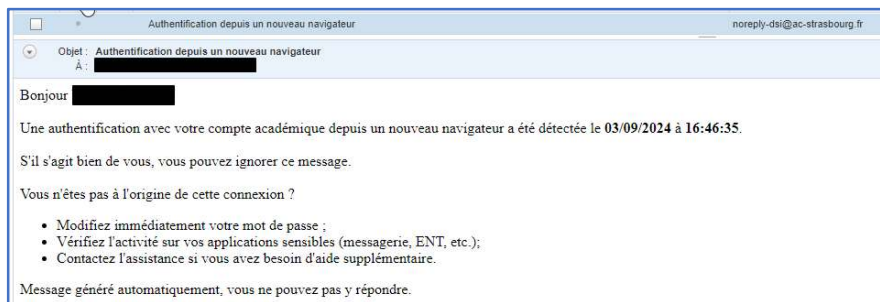 Authentification depuis un nouveau navigateur noreply-dsi@ac-strasbourg.fr
Objet : Authentification depuis un nouveau navigateur
À :
Bonjour
Une authentification avec votre compte académique depuis un nouveau navigateur a été détectée le 03/09/2024 à 16:46:35.
S'il s'agit bien de vous, vous pouvez ignorer ce message.
Vous n'êtes pas à l'origine de cette connexion ?
• Modifiez immédiatement votre mot de passe ;
• Vérifiez l'activité sur vos applications sensibles (messagerie, ENT, etc.);
• Contactez l'assistance si vous avez besoin d'aide supplémentaire.
Message généré automatiquement, vous ne pouvez pas y répondre.